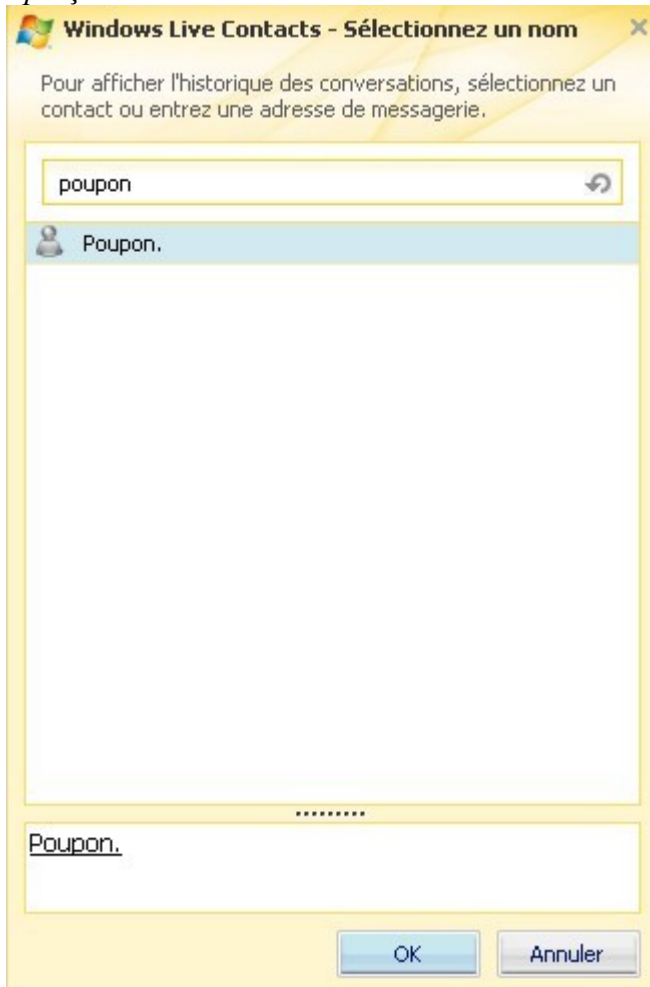 Windows Live Contacts - Sélectionnez un nom
Pour afficher l'historique des conversations, sélectionnez un
contact ou entrez une adresse de messagerie.
poupon
Poupon.
Poupon.
OK Annuler